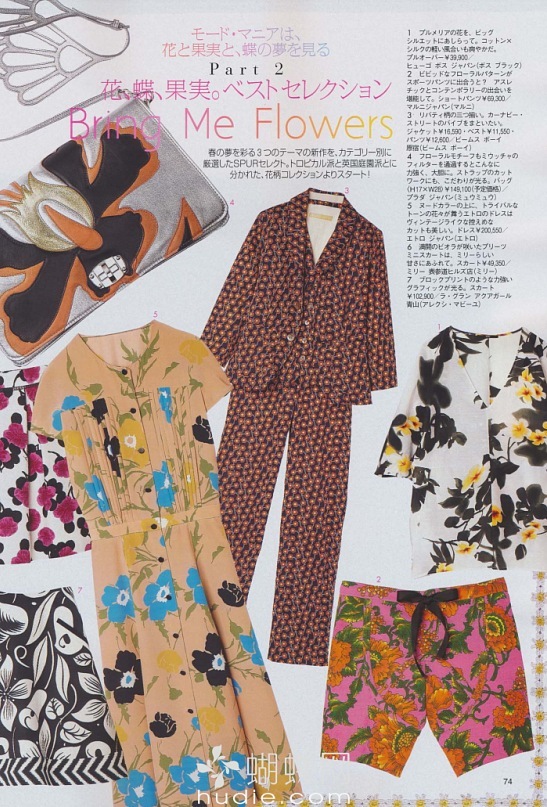 モード・マニアは、
花と果実と、蝶の夢を見る
Part 2
花、蝶、果実。ベストセレクション
Bring Me Flowers
春の夢を彩る3つのテーマの新作を、カテゴリー別に
厳選したSPURセレクト。トロピカル派と英国庭園派とに
分かれた、花柄コレクションよりスタート!
1 プルメリアの花を、ビッグ
シルエットにあしらって。コットン×
シルクの軽い風合いも爽やかだ。
プルオーバー¥39,900/
ヒューゴ ボス ジャパン(ボス ブラック)
2 ビビッドなフローラルパターンが
スポーツパンツに出合うと? アスレ
チックとコンテンポラリーの出会いを
堪能して。ショートパンツ¥69,300/
マルニジャパン(マルニ)
3 リバティ柄の三つ揃い。カーナビー・
ストリートのバイブをまといたい。
ジャケット¥16,590・ベスト¥11,550・
パンツ¥12,600/ビームス ボーイ
原宿(ビームス ボーイ)
4 フローラルモチーフもミウッチャの
フィルターを通過するとこんなに
力強く、大胆に。ストラップのカット
ワークにも、こだわりが光る。バッグ
(H17×W28)¥149,100(予定価格)/
プラダ ジャパン(ミュウミュウ)
5 ヌードカラーの上に、トライバルな
トーンの花々が舞うエトロのドレスは
ヴィンテージライクな控えめな
カットも美しい。ドレス¥200,550/
エトロ ジャパン(エトロ)
6 満開のビオラが咲いたプリーツ
ミニスカートは、ミリーらしい
甘さにあふれて。スカート¥49,350/
ミリー 表参道ヒルズ店(ミリー)
7 ブロックプリントのような力強い
グラフィックが光る。スカート
¥102,900/ラ・グラン アクアガール
青山(アレクシ・マビーユ)
4
3
5
2
7
74
hudie.com